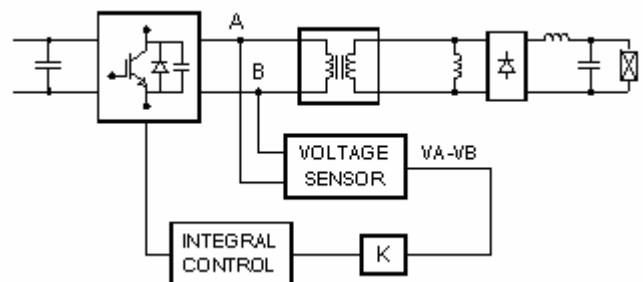 A
B
VOLTAGE
SENSOR
VA-VB
INTEGRAL
CONTROL
K